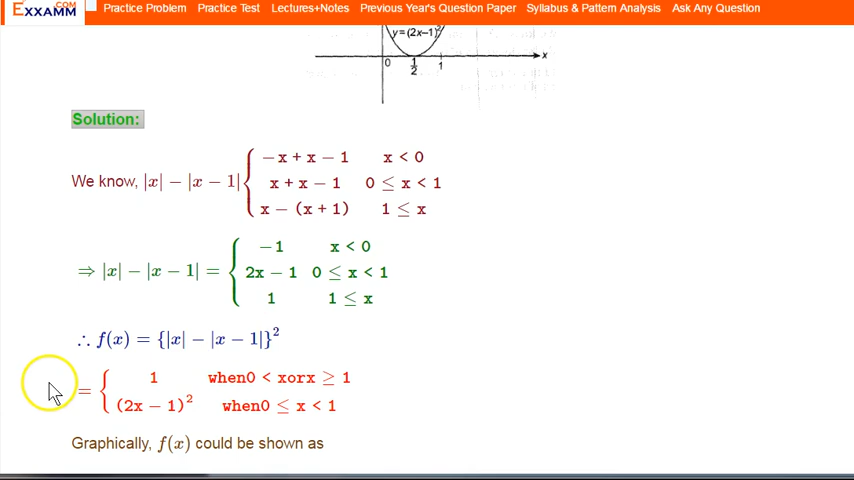 EXXAMM .COM Practice Problem Practice Test Lectures+Notes Previous Year's Question Paper Syllabus & Pattern Analysis Ask Any Question
y=(2x−1)²
0 1/2 1 x
Solution:
We know, |x| − |x − 1| { −x + x − 1 x < 0
x + x − 1 0 ≤ x < 1
x − (x + 1) 1 ≤ x
⇒ |x| − |x − 1| = { −1 x < 0
2x − 1 0 ≤ x < 1
1 1 ≤ x
∴ f(x) = {|x| − |x − 1|}²
= { 1 when0 < xorx ≥ 1
(2x − 1)² when0 ≤ x < 1
Graphically, f(x) could be shown as